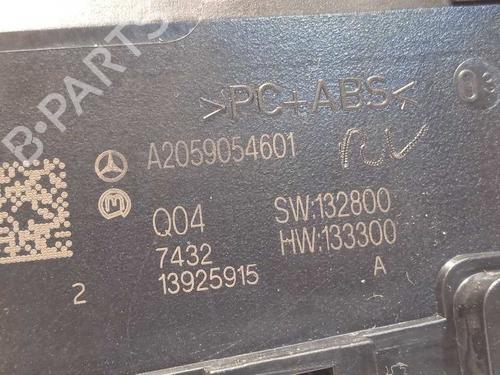 >PC+ABS<
A2059054601
Q04 SW:132800
7432 HW:133300
2 13925915 A
B-PARTS